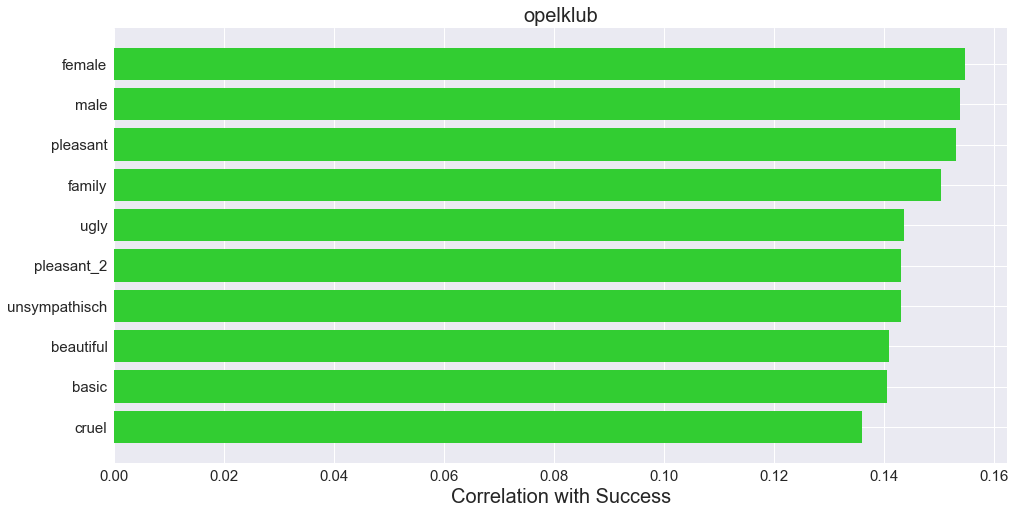 opelklub
female
male
pleasant
family
ugly
pleasant_2
unsympathisch
beautiful
basic
cruel
0.00 0.02 0.04 0.06 0.08 0.10 0.12 0.14 0.16
Correlation with Success